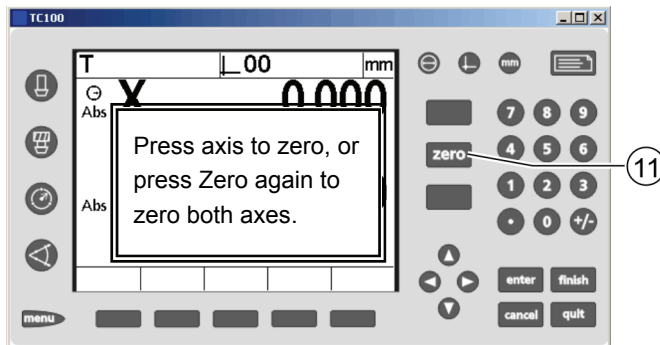 TC100
T
00
mm
X
0.000
Abs
Abs
Press axis to zero, or
press Zero again to
zero both axes.
mm
7 8 9
zero
4 5 6
11
1 2 3
. 0 +/-
enter finish
menu
cancel quit